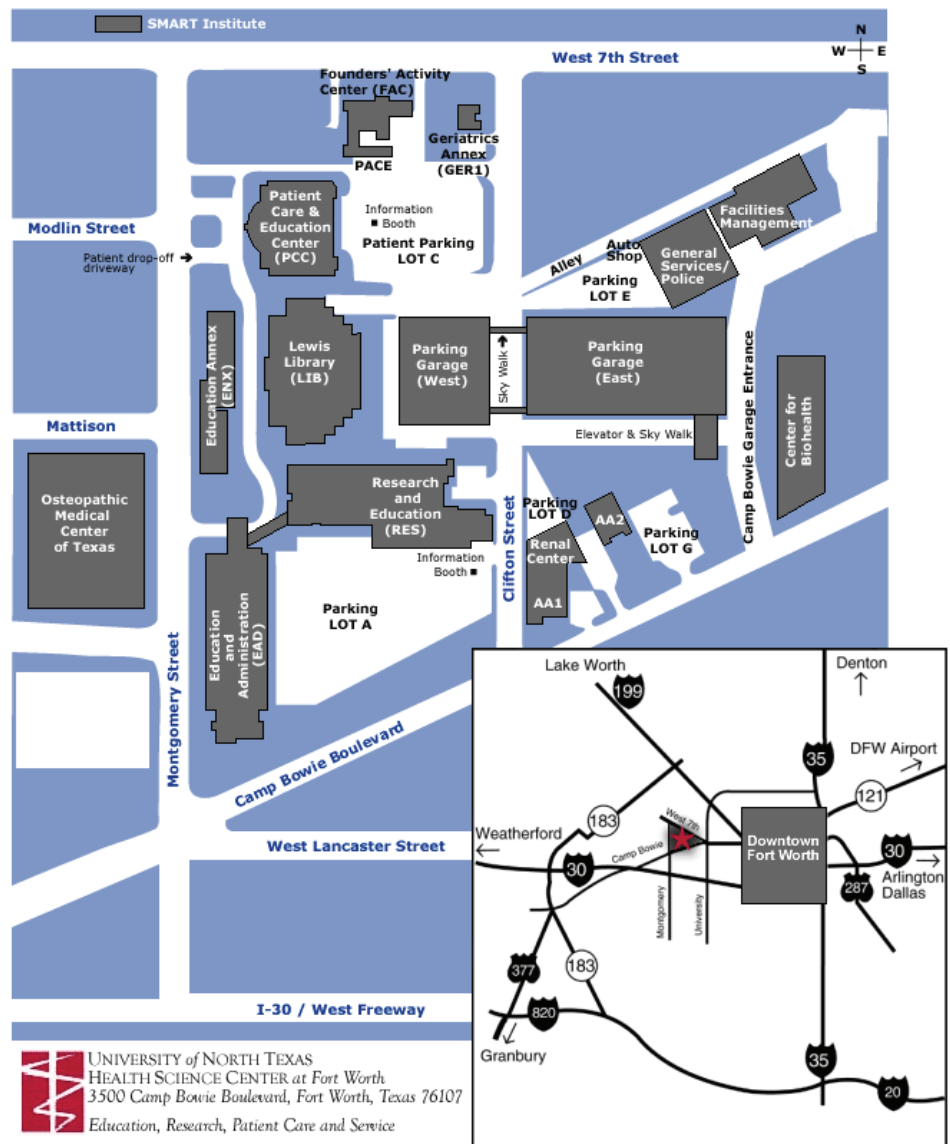 SMART Institute
N
W E
S
West 7th Street
Founders' Activity
Center (FAC)
PACE
Geriatrics
Annex
(GER1)
Patient
Care &
Education
Center
(PCC)
Information
Booth
Patient Parking
LOT C
Modlin Street
Patient drop-off
driveway
Alley
Auto
Shop
Parking
LOT E
General
Services/
Police
Facilities
Management
Education Annex
(ENX)
Lewis
Library
(LIB)
Parking
Garage
(West)
Sky Walk
Parking
Garage
(East)
Elevator & Sky Walk
Camp Bowie Garage Entrance
Center for
Biohealth
Mattison
Osteopathic
Medical
Center
of Texas
Research
and
Education
(RES)
Information
Booth
Clifton Street
Parking
LOT D
Renal
Center
AA1
AA2
Parking
LOT G
Parking
LOT A
Education
and
Administration
(EAD)
Montgomery Street
Camp Bowie Boulevard
West Lancaster Street
I-30 / West Freeway
Lake Worth
199
Denton
35
DFW Airport
121
183
West 7th
Weatherford
Camp Bowie
30
Downtown
Fort Worth
30
Arlington
Dallas
287
Montgomery
University
377
183
820
Granbury
35
20
UNIVERSITY of NORTH TEXAS
HEALTH SCIENCE CENTER at Fort Worth
3500 Camp Bowie Boulevard, Fort Worth, Texas 76107
Education, Research, Patient Care and Service